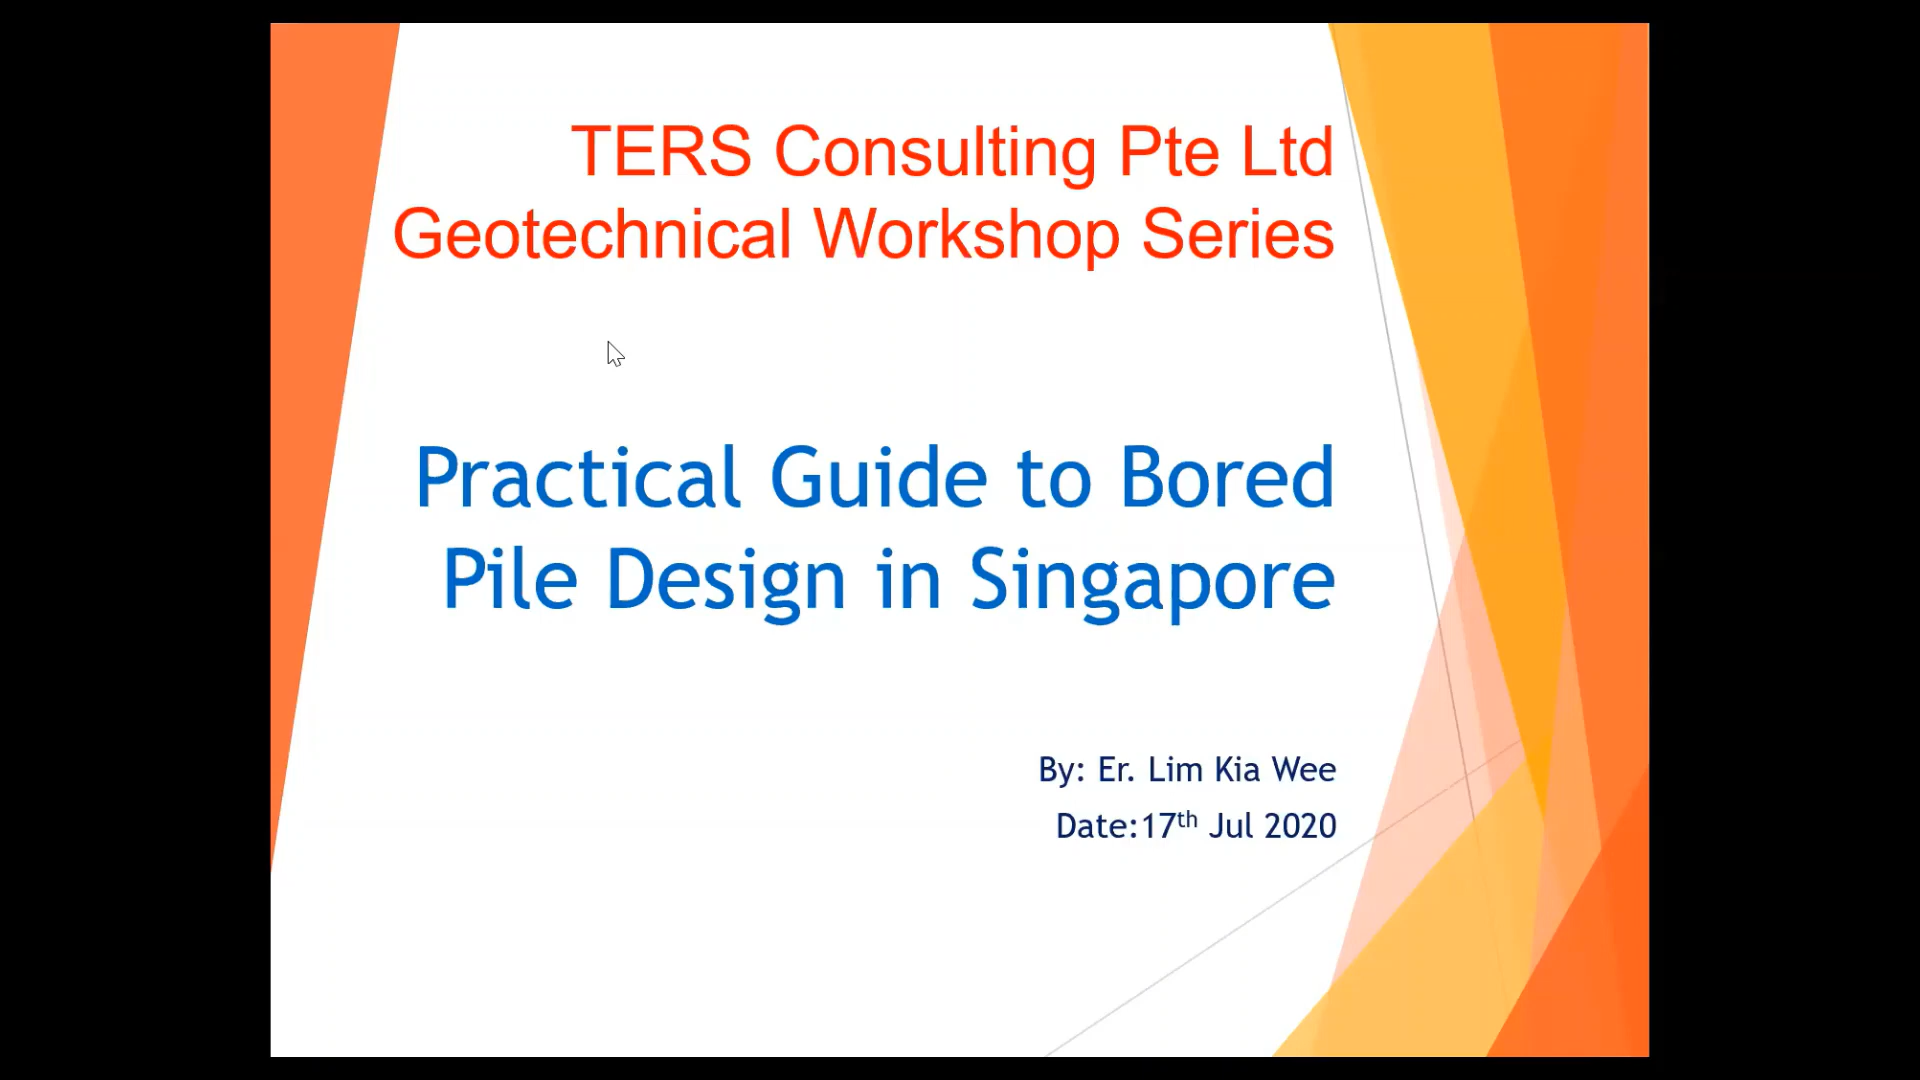 TERS Consulting Pte Ltd
Geotechnical Workshop Series
Practical Guide to Bored
Pile Design in Singapore
By: Er. Lim Kia Wee
Date:17th Jul 2020